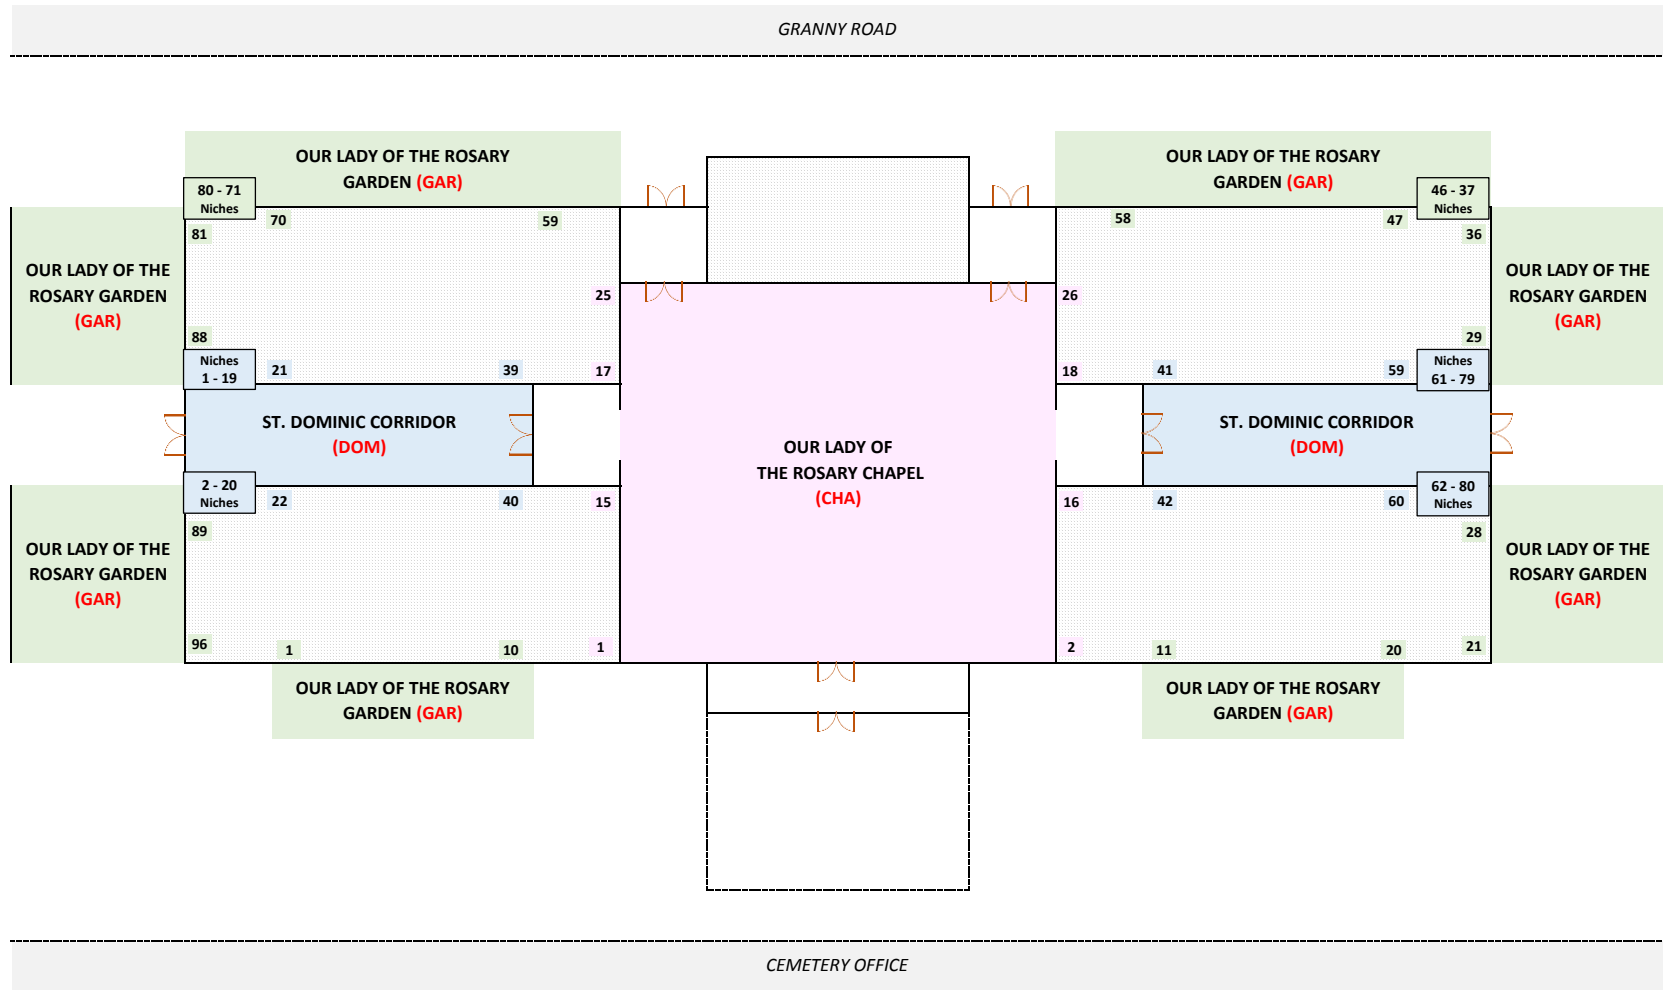 GRANNY ROAD
OUR LADY OF THE ROSARY
GARDEN (GAR)
OUR LADY OF THE ROSARY
GARDEN (GAR)
80 - 71
Niches
46 - 37
Niches
70
59
58
47
81
36
OUR LADY OF THE
ROSARY GARDEN
(GAR)
25
26
OUR LADY OF THE
ROSARY GARDEN
(GAR)
88
29
Niches
1 - 19
21
39
17
18
41
59
Niches
61 - 79
ST. DOMINIC CORRIDOR
(DOM)
OUR LADY OF
THE ROSARY CHAPEL
(CHA)
ST. DOMINIC CORRIDOR
(DOM)
2 - 20
Niches
22
40
15
16
42
60
62 - 80
Niches
89
28
OUR LADY OF THE
ROSARY GARDEN
(GAR)
OUR LADY OF THE
ROSARY GARDEN
(GAR)
96
1
10
1
2
11
20
21
OUR LADY OF THE ROSARY
GARDEN (GAR)
OUR LADY OF THE ROSARY
GARDEN (GAR)
CEMETERY OFFICE